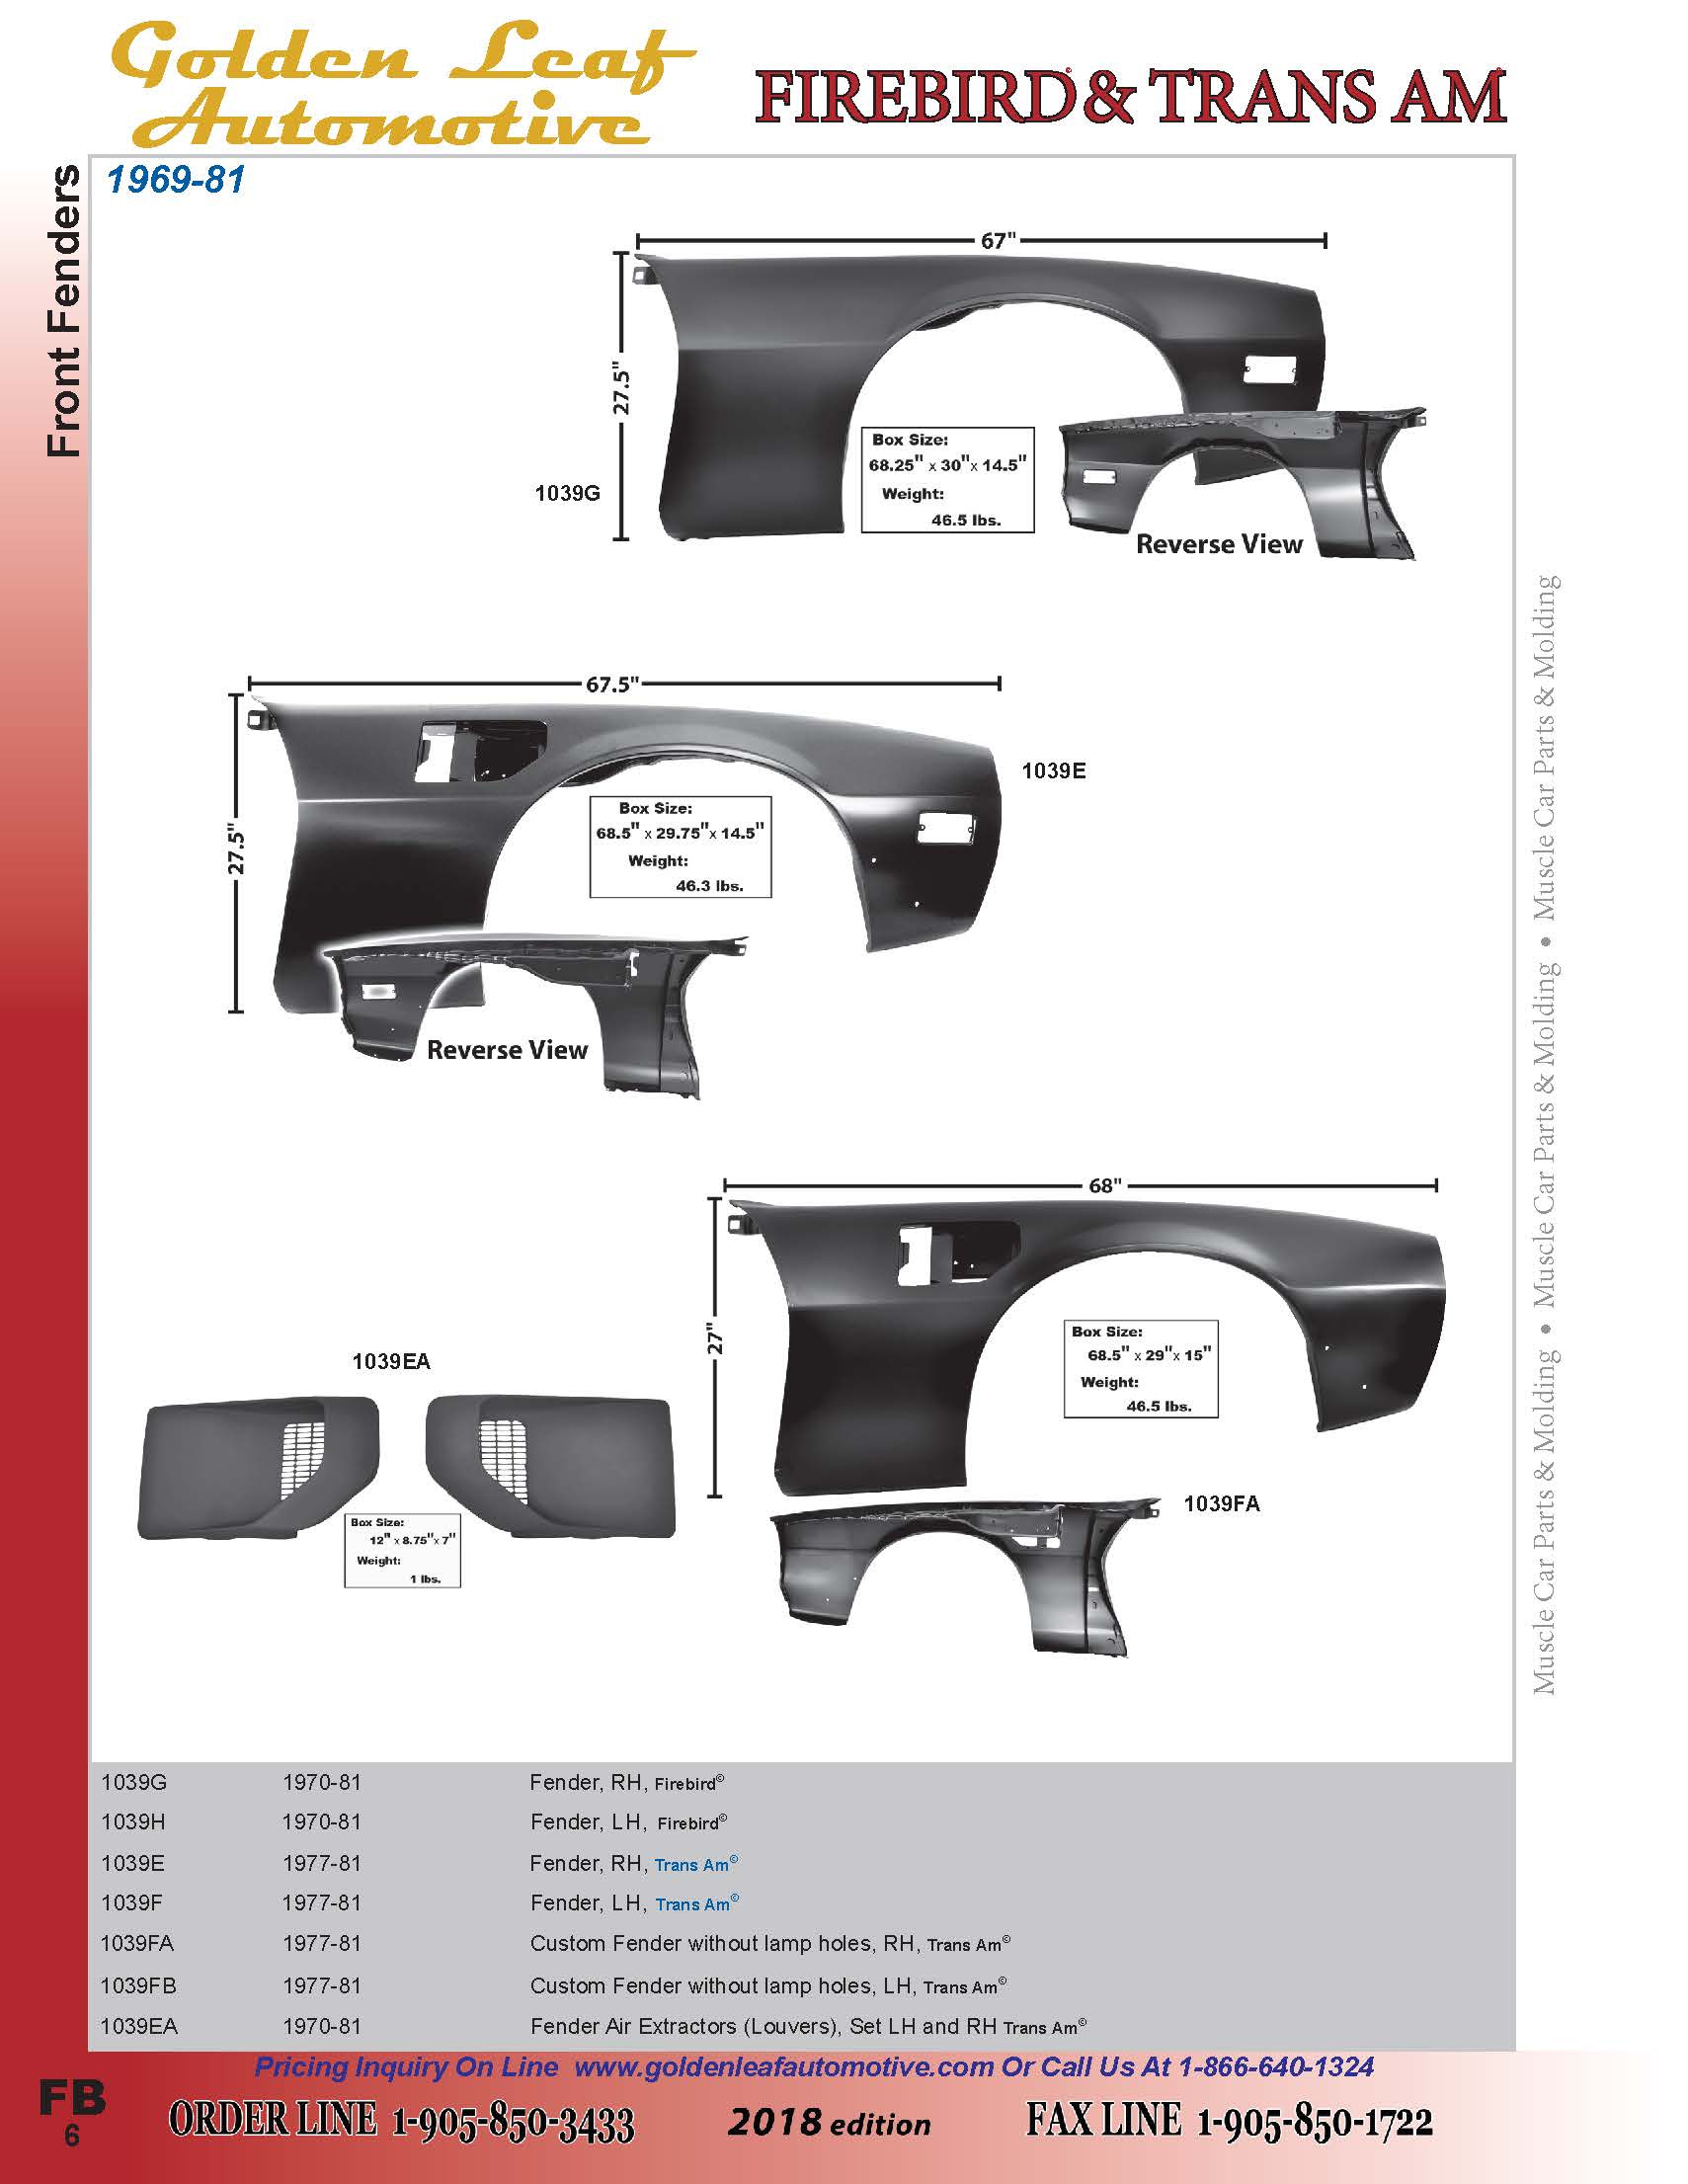 Golden Leaf
Automotive
FIREBIRD® & TRANS AM®
Front Fenders
1969-81
67"
27.5"
1039G
Box Size:
68.25" x 30"x 14.5"
Weight:
46.5 lbs.
Reverse View
67.5"
27.5"
1039E
Box Size:
68.5" x 29.75"x 14.5"
Weight:
46.3 lbs.
Reverse View
68"
27"
Box Size:
68.5" x 29"x 15"
Weight:
46.5 lbs.
1039FA
1039EA
Box Size:
12" x 8.75"x 7"
Weight:
1 lbs.
Muscle Car Parts & Molding • Muscle Car Parts & Molding • Muscle Car Parts & Molding
1039G 1970-81 Fender, RH, Firebird©
1039H 1970-81 Fender, LH, Firebird©
1039E 1977-81 Fender, RH, Trans Am©
1039F 1977-81 Fender, LH, Trans Am©
1039FA 1977-81 Custom Fender without lamp holes, RH, Trans Am©
1039FB 1977-81 Custom Fender without lamp holes, LH, Trans Am©
1039EA 1970-81 Fender Air Extractors (Louvers), Set LH and RH Trans Am©
Pricing Inquiry On Line www.goldenleafautomotive.com Or Call Us At 1-866-640-1324
FB
6
ORDER LINE 1-905-850-3433 2018 edition FAX LINE 1-905-850-1722